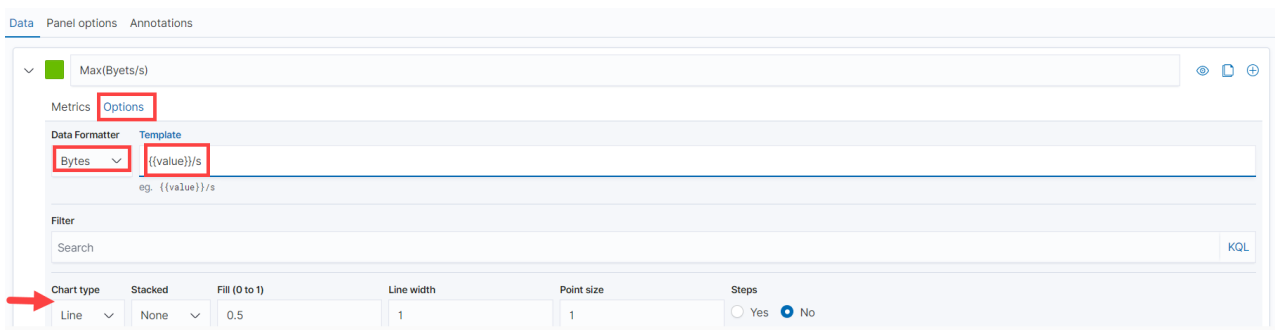 Data Panel options Annotations
Max(Byets/s)
Metrics Options
Data Formatter Template
Bytes {{value}}/s
eg. {{value}}/s
Filter
Search KQL
Chart type Stacked Fill (0 to 1) Line width Point size Steps
Line None 0.5 1 1 Yes No